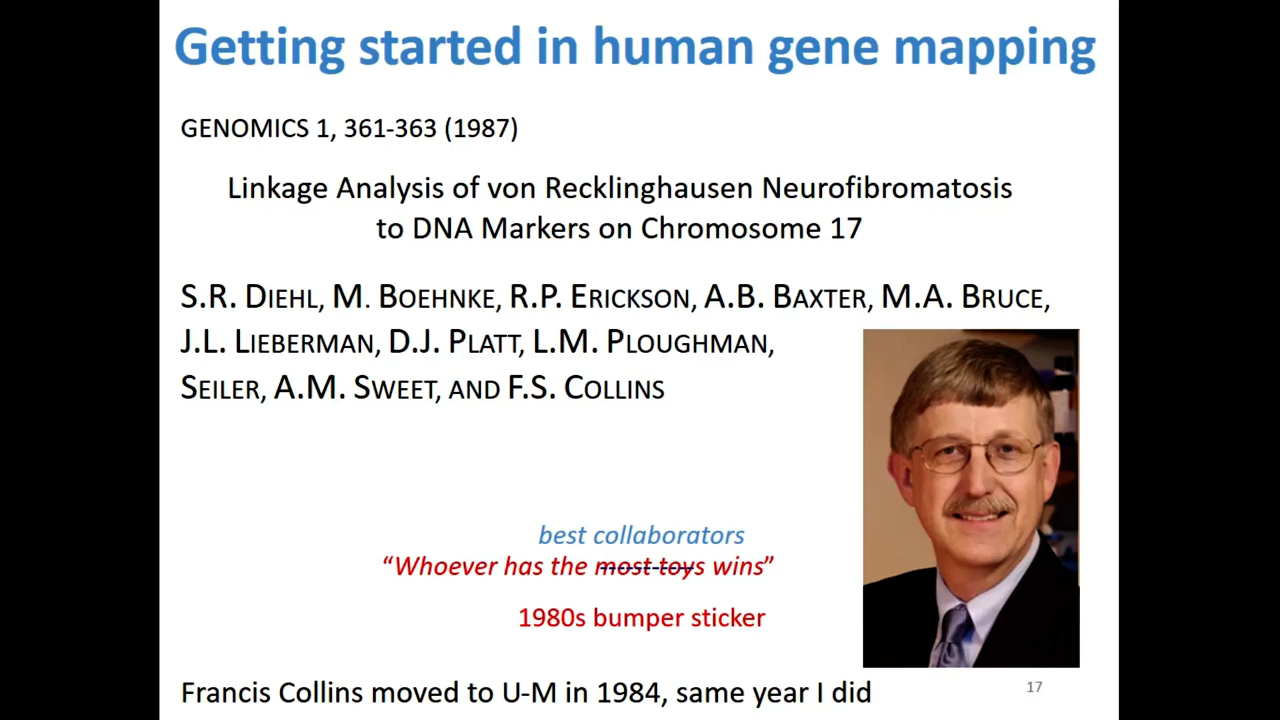 Getting started in human gene mapping
GENOMICS 1, 361-363 (1987)
Linkage Analysis of von Recklinghausen Neurofibromatosis
to DNA Markers on Chromosome 17
S.R. DIEHL, M. BOEHNKE, R.P. ERICKSON, A.B. BAXTER, M.A. BRUCE,
J.L. LIEBERMAN, D.J. PLATT, L.M. PLOUGHMAN,
SEILER, A.M. SWEET, AND F.S. COLLINS
best collaborators
“Whoever has the most toys wins”
1980s bumper sticker
Francis Collins moved to U-M in 1984, same year I did
17